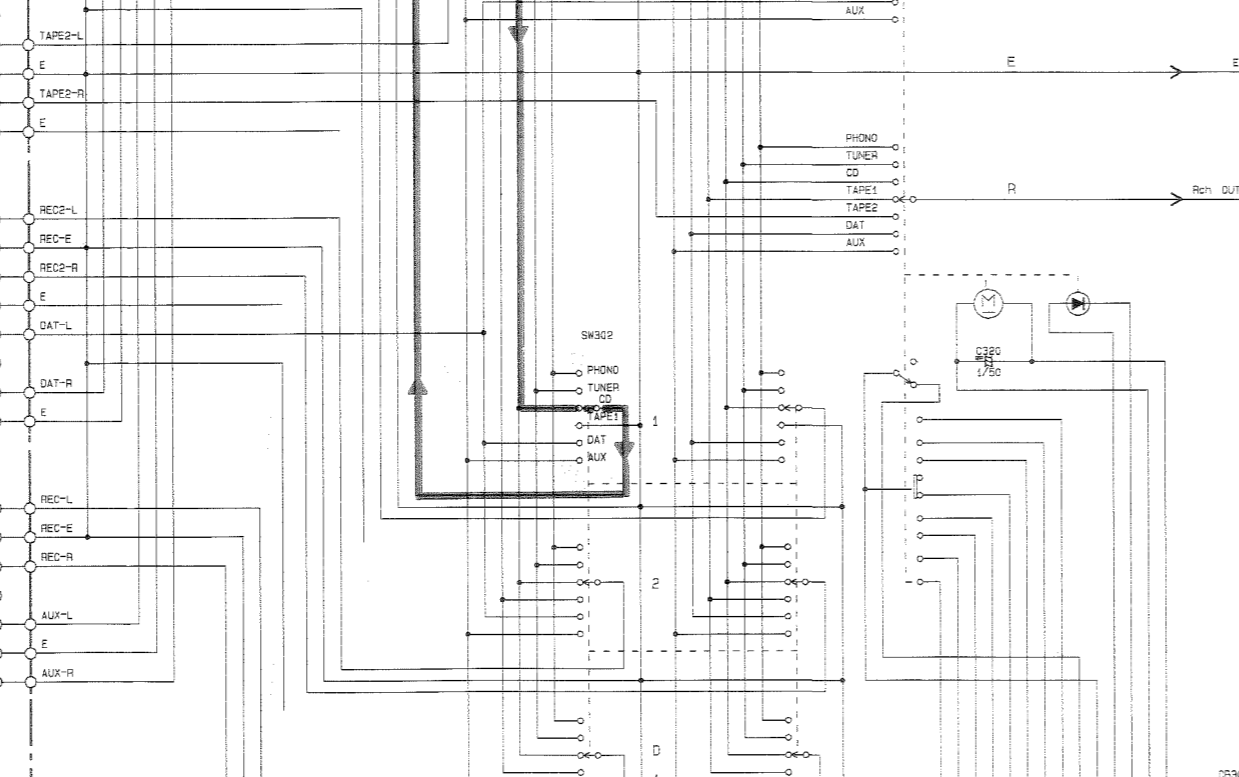 AUX
TAPE2-L
E
E
E
TAPE2-R
E
PHONO
TUNER
CD
TAPE1
R
Rch OUT
TAPE2
DAT
AUX
REC2-L
REC-E
REC2-R
E
M
DAT-L
SW302
C320
1/50
PHONO
DAT-R
TUNER
CD
TAPE1
E
1
DAT
AUX
REC-L
REC-E
REC-R
2
AUX-L
E
AUX-R
D